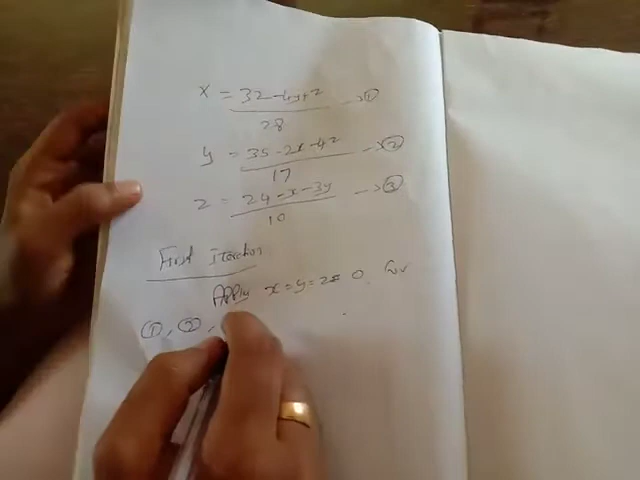 x = 32-4y+z / 28 → ①
y = 35-2x-4z / 17 → ②
z = 24-x-3y / 10 → ③
First iteration
Apply x=y=z=0 in
①, ②,